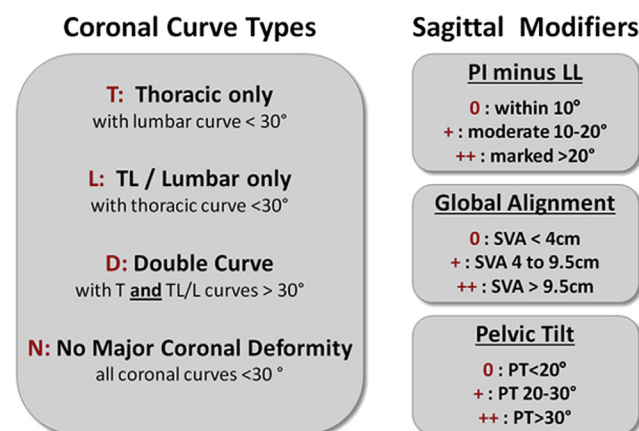 Coronal Curve Types
T: Thoracic only
with lumbar curve < 30°
L: TL / Lumbar only
with thoracic curve <30°
D: Double Curve
with T and TL/L curves > 30°
N: No Major Coronal Deformity
all coronal curves <30 °
Sagittal Modifiers
PI minus LL
0 : within 10°
+ : moderate 10-20°
++ : marked >20°
Global Alignment
0 : SVA < 4cm
+ : SVA 4 to 9.5cm
++ : SVA > 9.5cm
Pelvic Tilt
0 : PT<20°
+ : PT 20-30°
++ : PT>30°